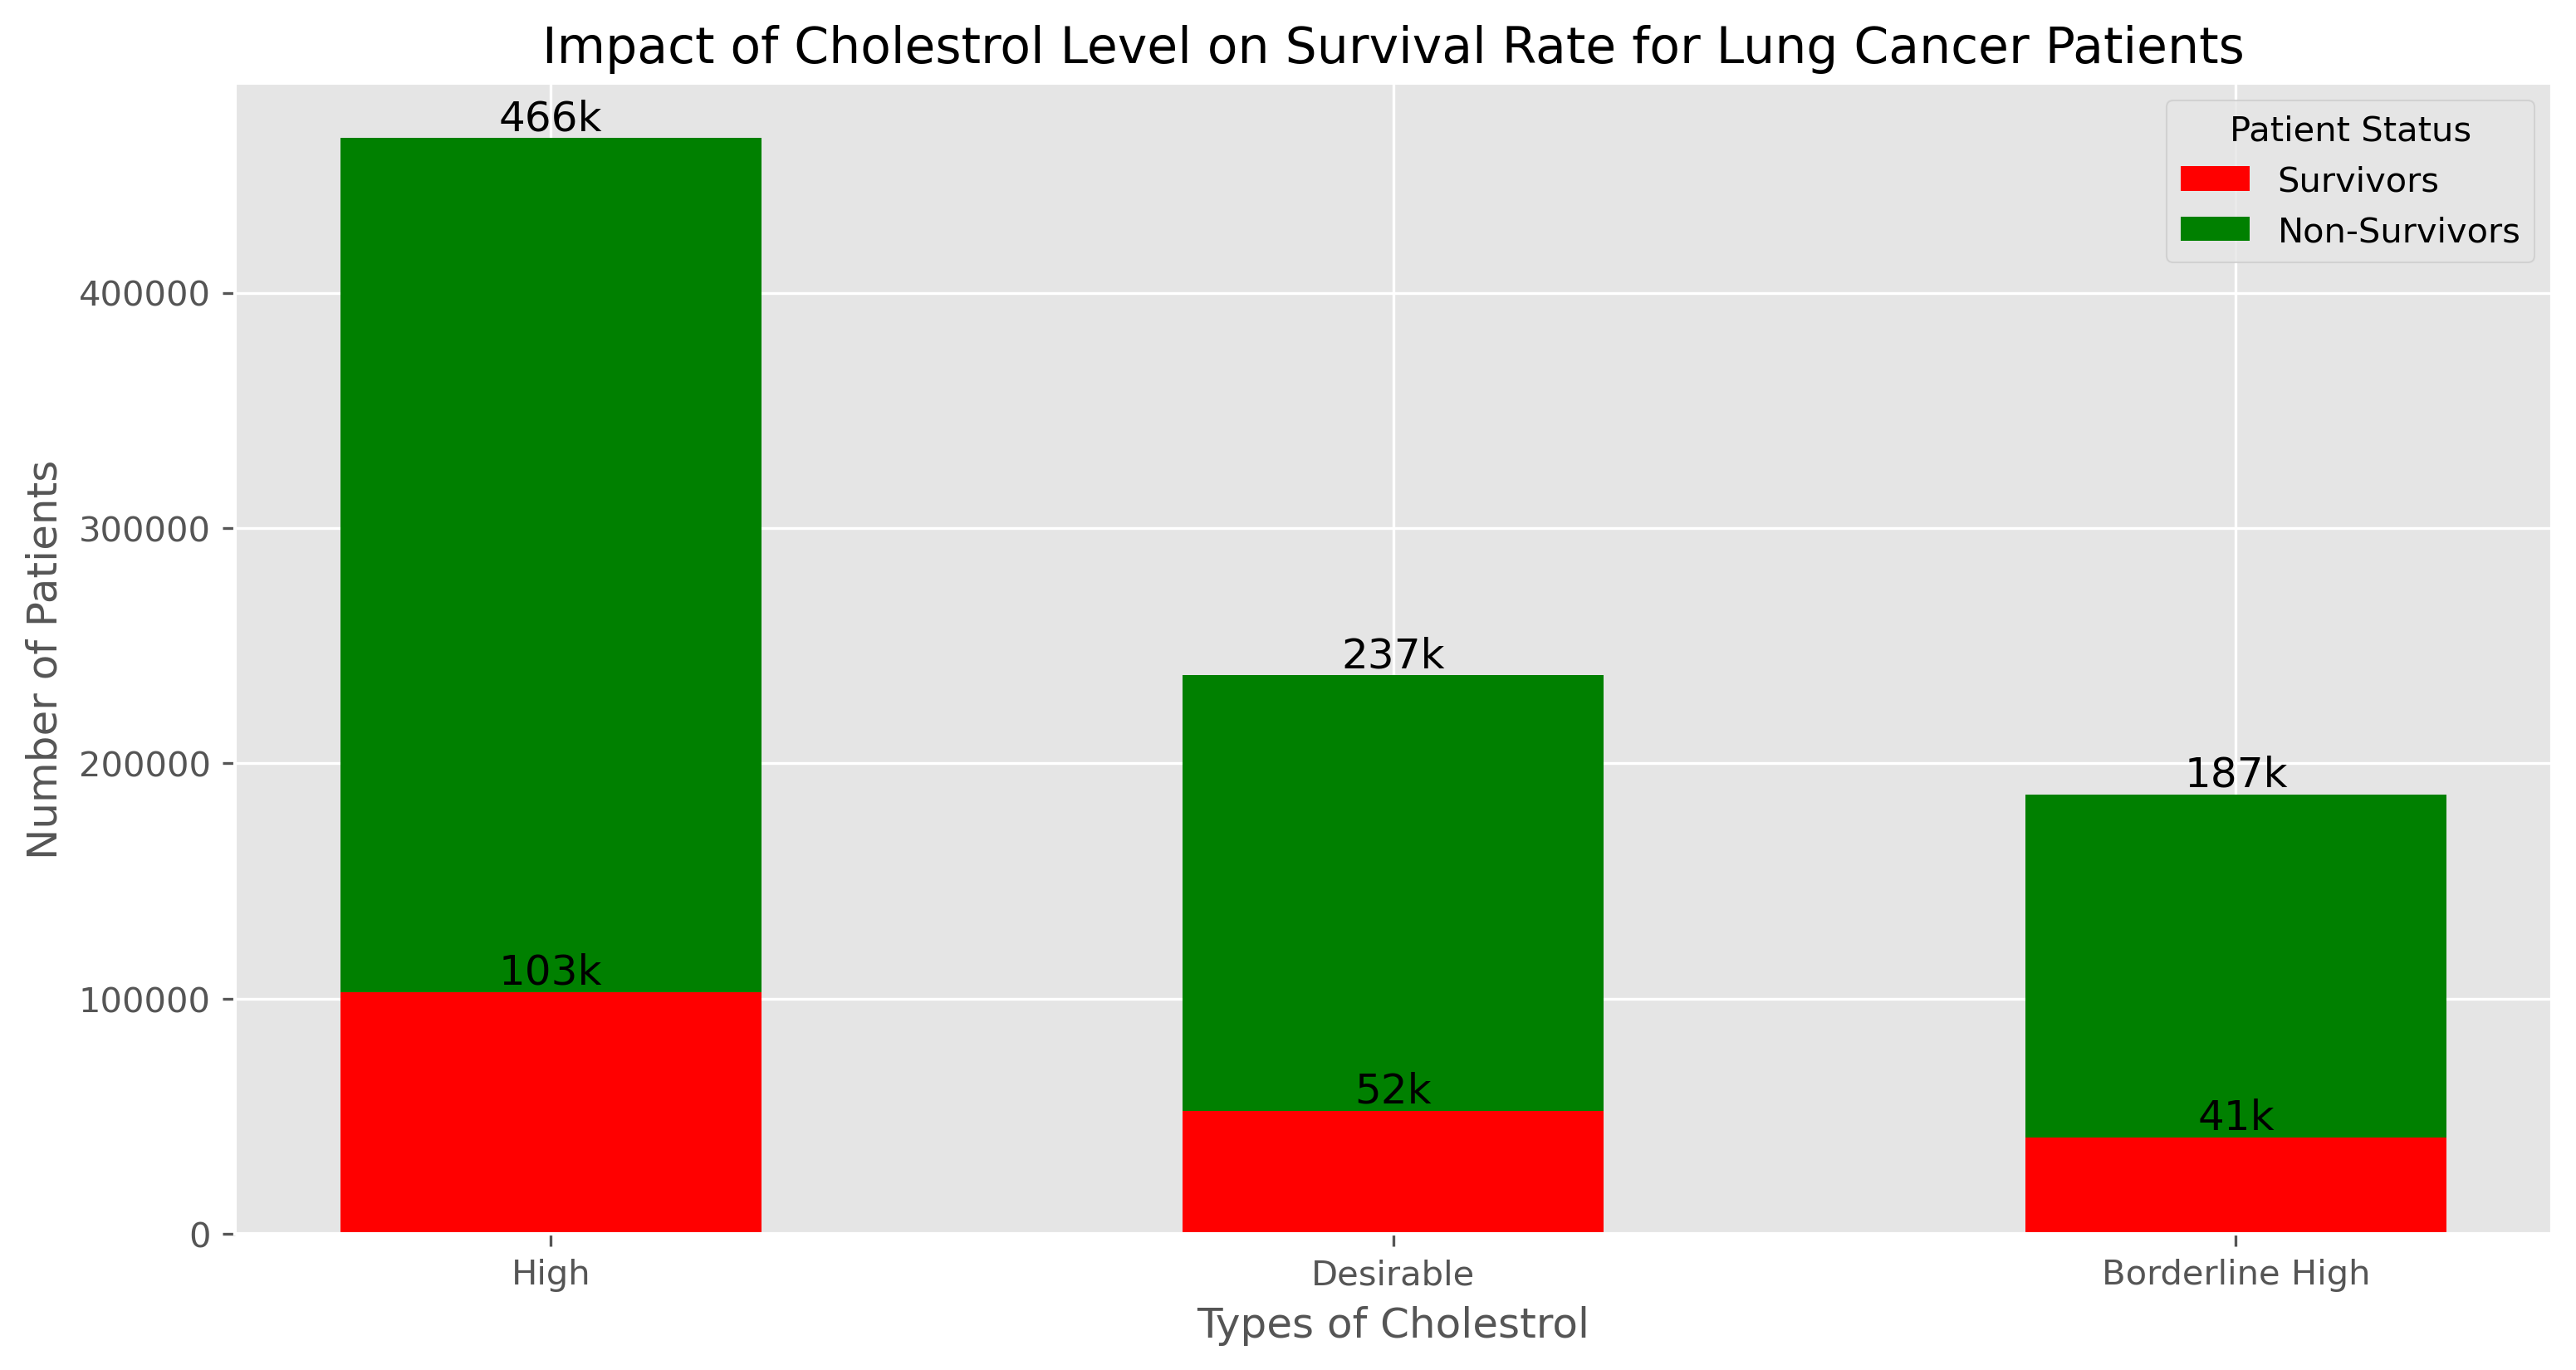 Impact of Cholestrol Level on Survival Rate for Lung Cancer Patients
Patient Status
Survivors
Non-Survivors
Number of Patients
400000
300000
200000
100000
0
466k
103k
237k
52k
187k
41k
High
Desirable
Borderline High
Types of Cholestrol